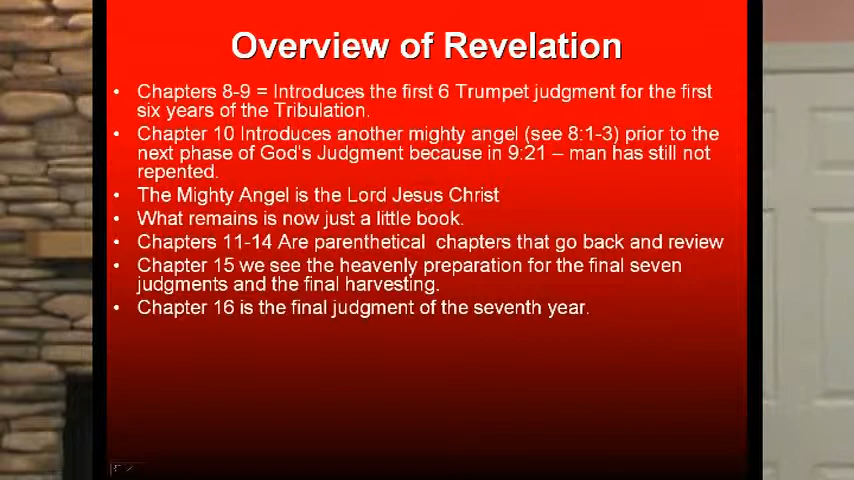 Overview of Revelation
• Chapters 8-9 = Introduces the first 6 Trumpet judgment for the first
six years of the Tribulation.
• Chapter 10 Introduces another mighty angel (see 8:1-3) prior to the
next phase of God's Judgment because in 9:21 – man has still not
repented.
• The Mighty Angel is the Lord Jesus Christ
• What remains is now just a little book.
• Chapters 11-14 Are parenthetical  chapters that go back and review
• Chapter 15 we see the heavenly preparation for the final seven
judgments and the final harvesting.
• Chapter 16 is the final judgment of the seventh year.